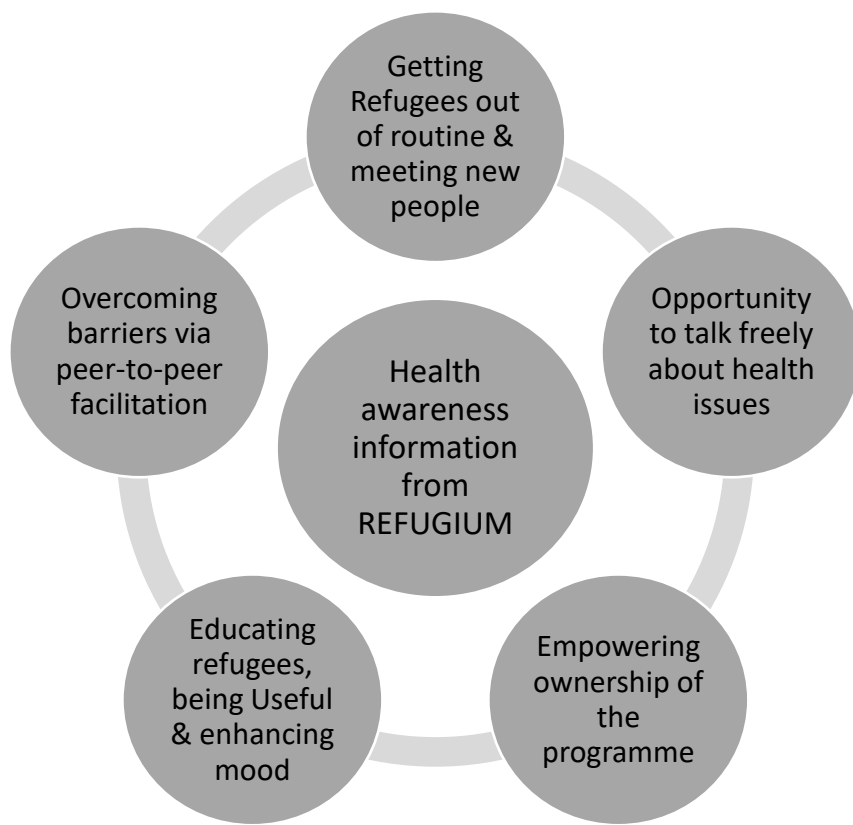 Getting
Refugees out
of routine &
meeting new
people
Overcoming
barriers via
peer-to-peer
facilitation
Opportunity
to talk freely
about health
issues
Health
awareness
information
from
REFUGIUM
Educating
refugees,
being Useful
& enhancing
mood
Empowering
ownership of
the
programme